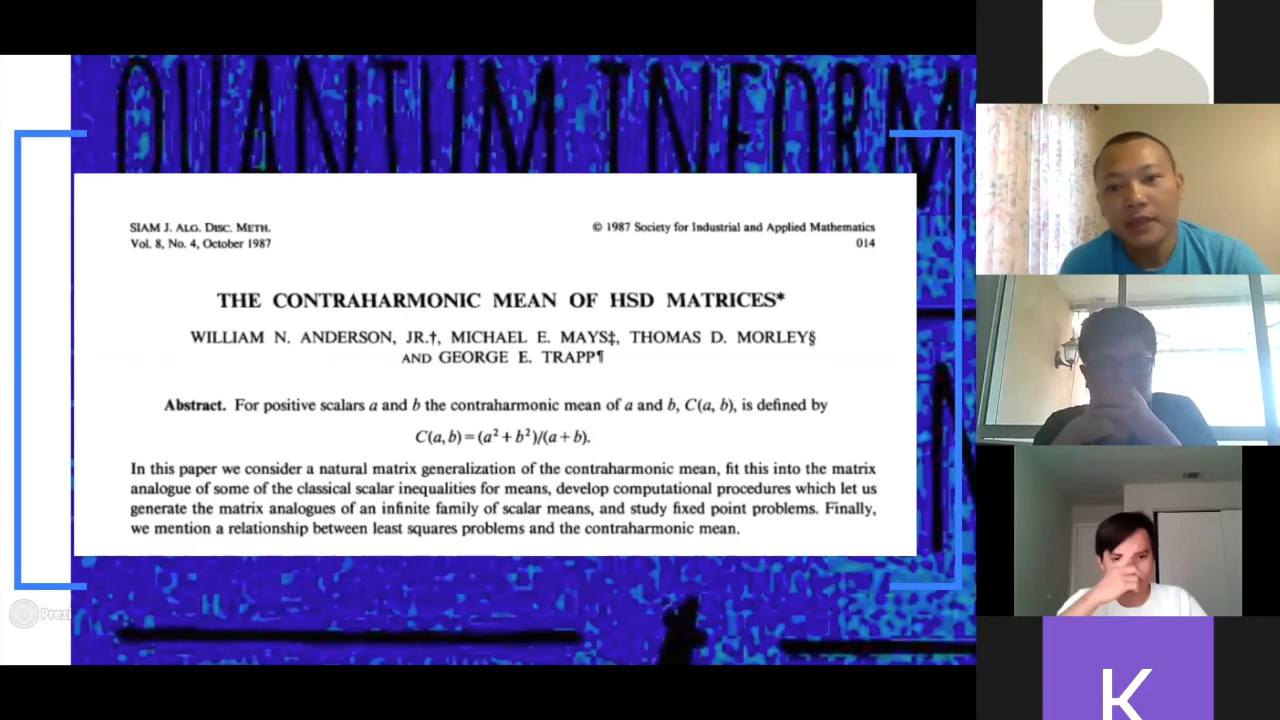 QUANTUM INFORM
SIAM J. ALG. DISC. METH.
Vol. 8, No. 4, October 1987
© 1987 Society for Industrial and Applied Mathematics
014
THE CONTRAHARMONIC MEAN OF HSD MATRICES*
WILLIAM N. ANDERSON, JR.†, MICHAEL E. MAYS‡, THOMAS D. MORLEY§
AND GEORGE E. TRAPP¶
Abstract. For positive scalars a and b the contraharmonic mean of a and b, C(a, b), is defined by
C(a, b) = (a² + b²)/(a + b).
In this paper we consider a natural matrix generalization of the contraharmonic mean, fit this into the matrix
analogue of some of the classical scalar inequalities for means, develop computational procedures which let us
generate the matrix analogues of an infinite family of scalar means, and study fixed point problems. Finally,
we mention a relationship between least squares problems and the contraharmonic mean.
Prezi
K